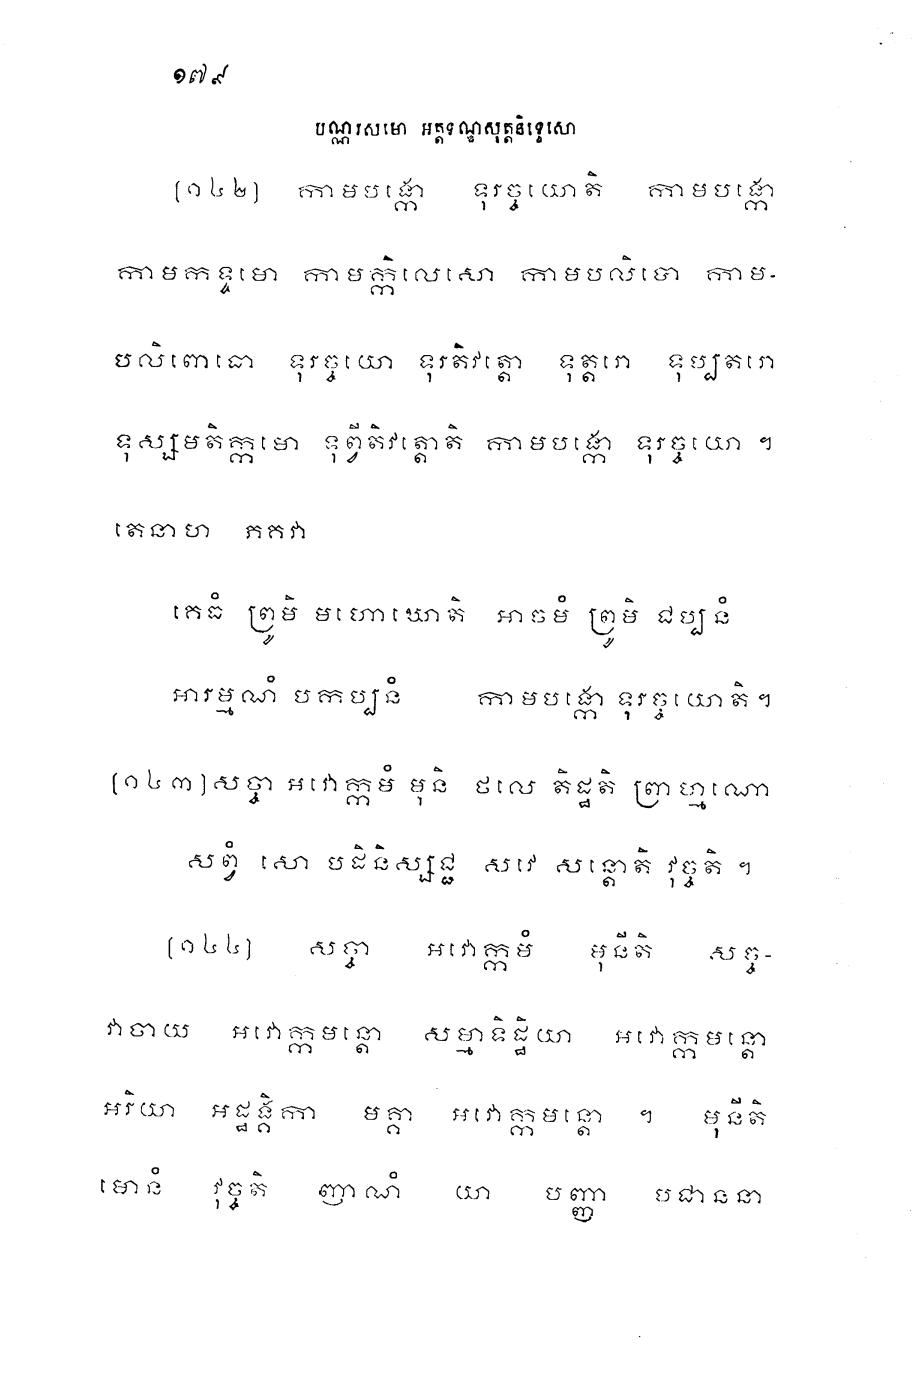 ១៧៩
បណ្ណរសមោ អត្តទណ្ឌសុត្តនិទ្ទេសោ
[១៤២] កាមបង្កោ ទុរច្ចយោតិ កាមបង្កោ
កាមកទ្ទមោ កាមក្កិលេសោ កាមបលិបោ កាម-
បលិពោធោ ទុរច្ចយោ ទុរតិវត្តោ ទុត្តរោ ទុប្បតរោ
ទុស្សមតិក្កមោ ទុព្វីតិវត្តោតិ កាមបង្កោ ទុរច្ចយោ ។
តេនាហ ភគវា
គេធំ ព្រូមិ មហោឃោតិ អាចមំ ព្រូមិ ជប្បនំ
អារម្មណំ បកប្បនំ កាមបង្កោ ទុរច្ចយោតិ។
[១៤៣]សច្ចា អវោក្កមំ មុនិ ថលេ តិដ្ឋតិ ព្រាហ្មណោ
សព្វំ សោ បដិនិស្សជ្ជ សវេ សន្តោតិ វុច្ចតិ ។
[១៤៤] សច្ចា អវោក្កមំ មុនីតិ សច្ច-
វាចាយ អវោក្កមន្តោ សម្មាទិដ្ឋិយា អវោក្កមន្តោ
អរិយា អដ្ឋង្គិកា មគ្គា អវោក្កមន្តោ ។ មុនីតិ
មោនំ វុច្ចតិ ញាណំ យា បញ្ញា បជាននា